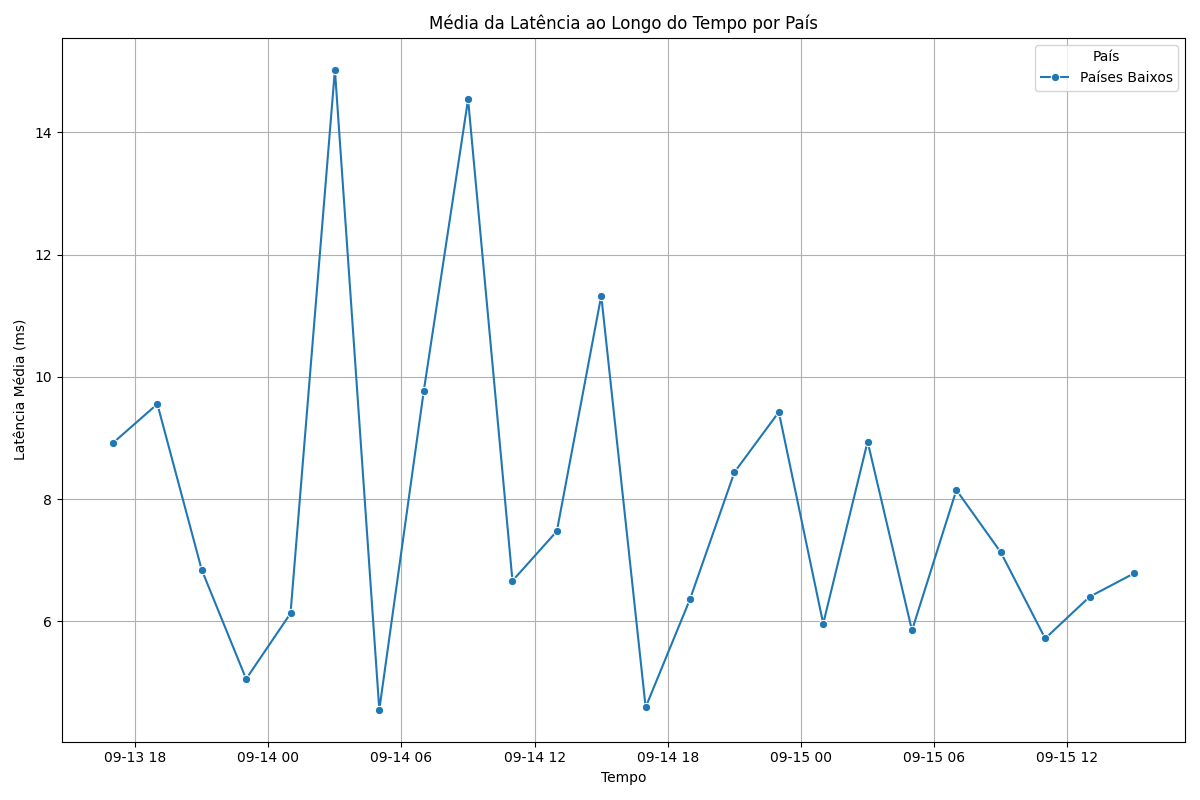 Média da Latência ao Longo do Tempo por País
País
Países Baixos
Latência Média (ms)
14
12
10
8
6
09-13 18
09-14 00
09-14 06
09-14 12
09-14 18
09-15 00
09-15 06
09-15 12
Tempo